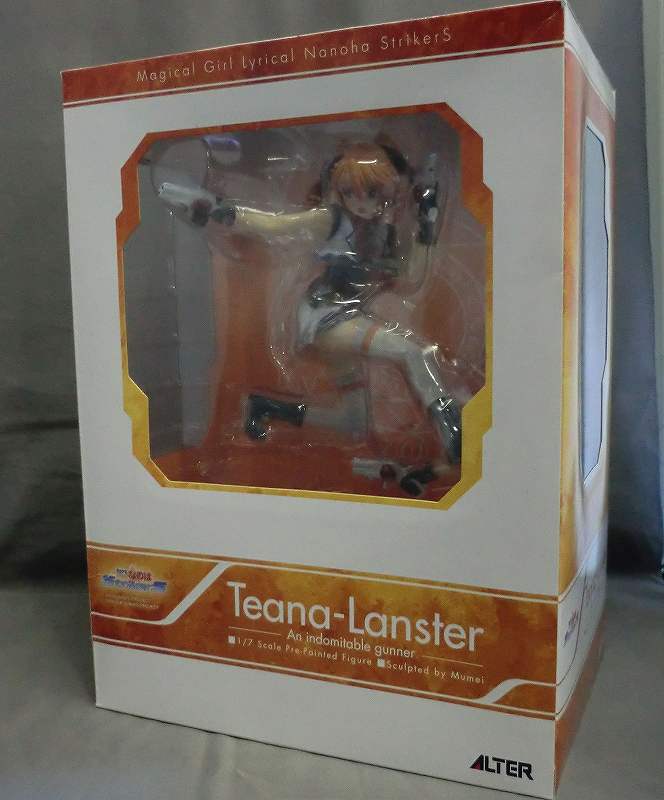 Magical Girl Lyrical Nanoha StrikerS
Teana-Lanster
An indomitable gunner
■1/7 Scale Pre-Painted Figure ■Sculpted by Mumei
ALTER